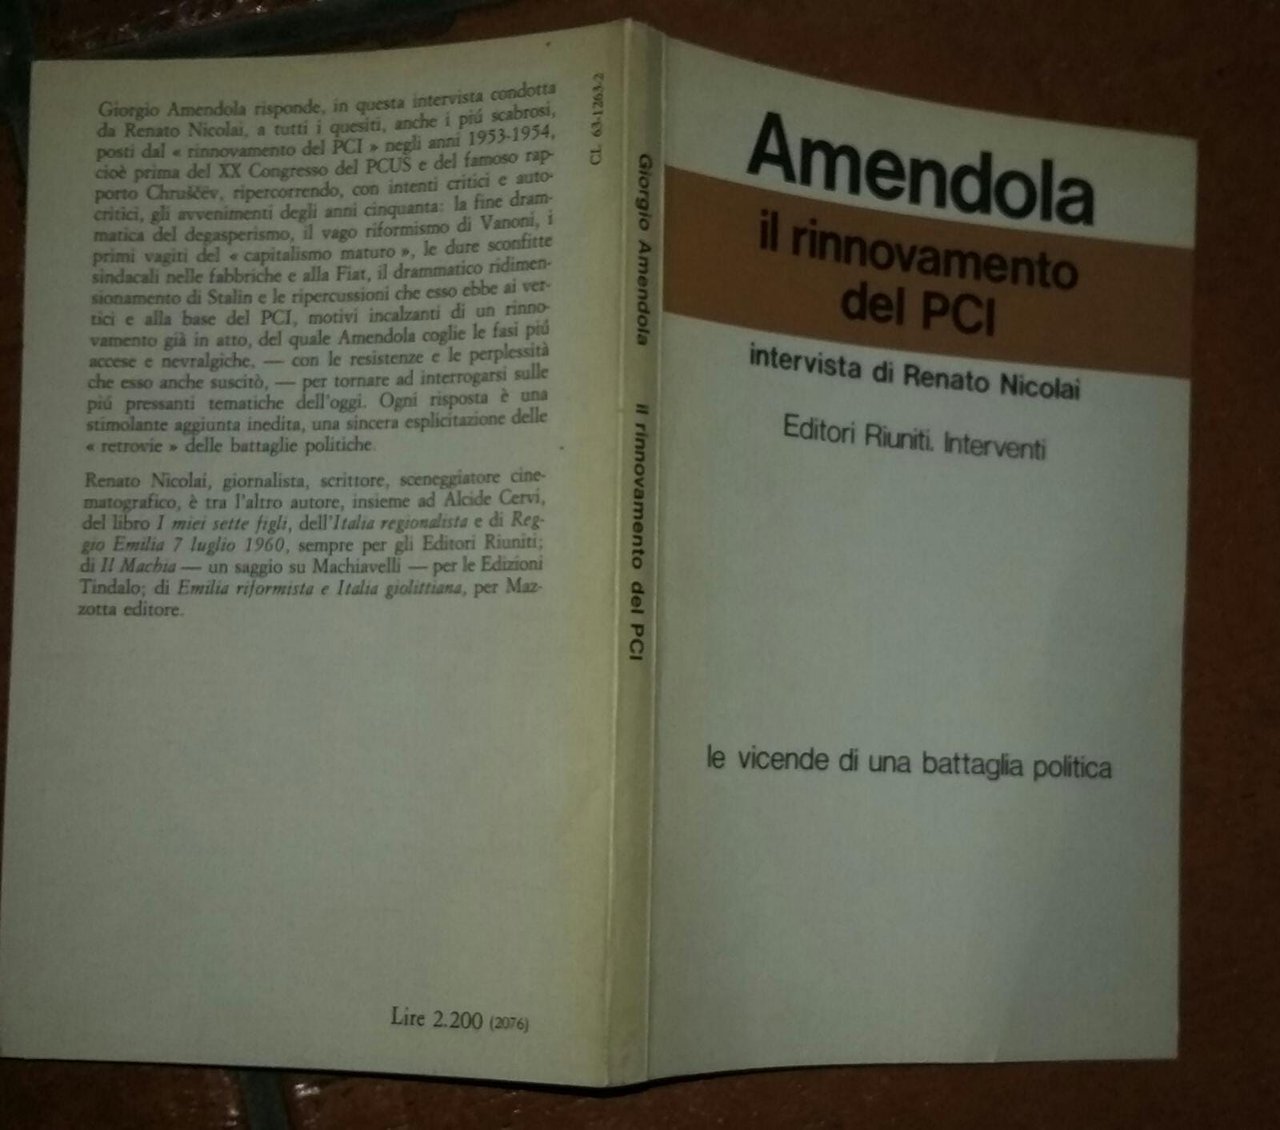 Giorgio Amendola risponde, in questa intervista condotta
da Renato Nicolai, a tutti i quesiti, anche i piú scabrosi,
posti dal « rinnovamento del PCI » negli anni 1953-1954,
cioè prima del XX Congresso del PCUS e del famoso rap-
porto Chruščëv, ripercorrendo, con intenti critici e auto-
critici, gli avvenimenti degli anni cinquanta: la fine dram-
matica del degasperismo, il vago riformismo di Vanoni, i
primi vagiti del « capitalismo maturo », le dure sconfitte
sindacali nelle fabbriche e alla Fiat, il drammatico ridimen-
sionamento di Stalin e le ripercussioni che esso ebbe ai ver-
tici e alla base del PCI, motivi incalzanti di un rinno-
vamento già in atto, del quale Amendola coglie le fasi piú
accese e nevralgiche, — con le resistenze e le perplessità
che esso anche suscitò, — per tornare ad interrogarsi sulle
piú pressanti tematiche dell'oggi. Ogni risposta è una
stimolante aggiunta inedita, una sincera esplicitazione delle
« retrovie » delle battaglie politiche.
Renato Nicolai, giornalista, scrittore, sceneggiatore cine-
matografico, è tra l'altro autore, insieme ad Alcide Cervi,
del libro I miei sette figli, dell'Italia regionalista e di Reg-
gio Emilia 7 luglio 1960, sempre per gli Editori Riuniti;
di Il Machia — un saggio su Machiavelli — per le Edizioni
Tindalo; di Emilia riformista e Italia giolittiana, per Maz-
zotta editore.
Lire 2.200 (2076)
CL 63-1263-2
Giorgio Amendola il rinnovamento del PCI
Amendola
il rinnovamento
del PCI
intervista di Renato Nicolai
Editori Riuniti. Interventi
le vicende di una battaglia politica